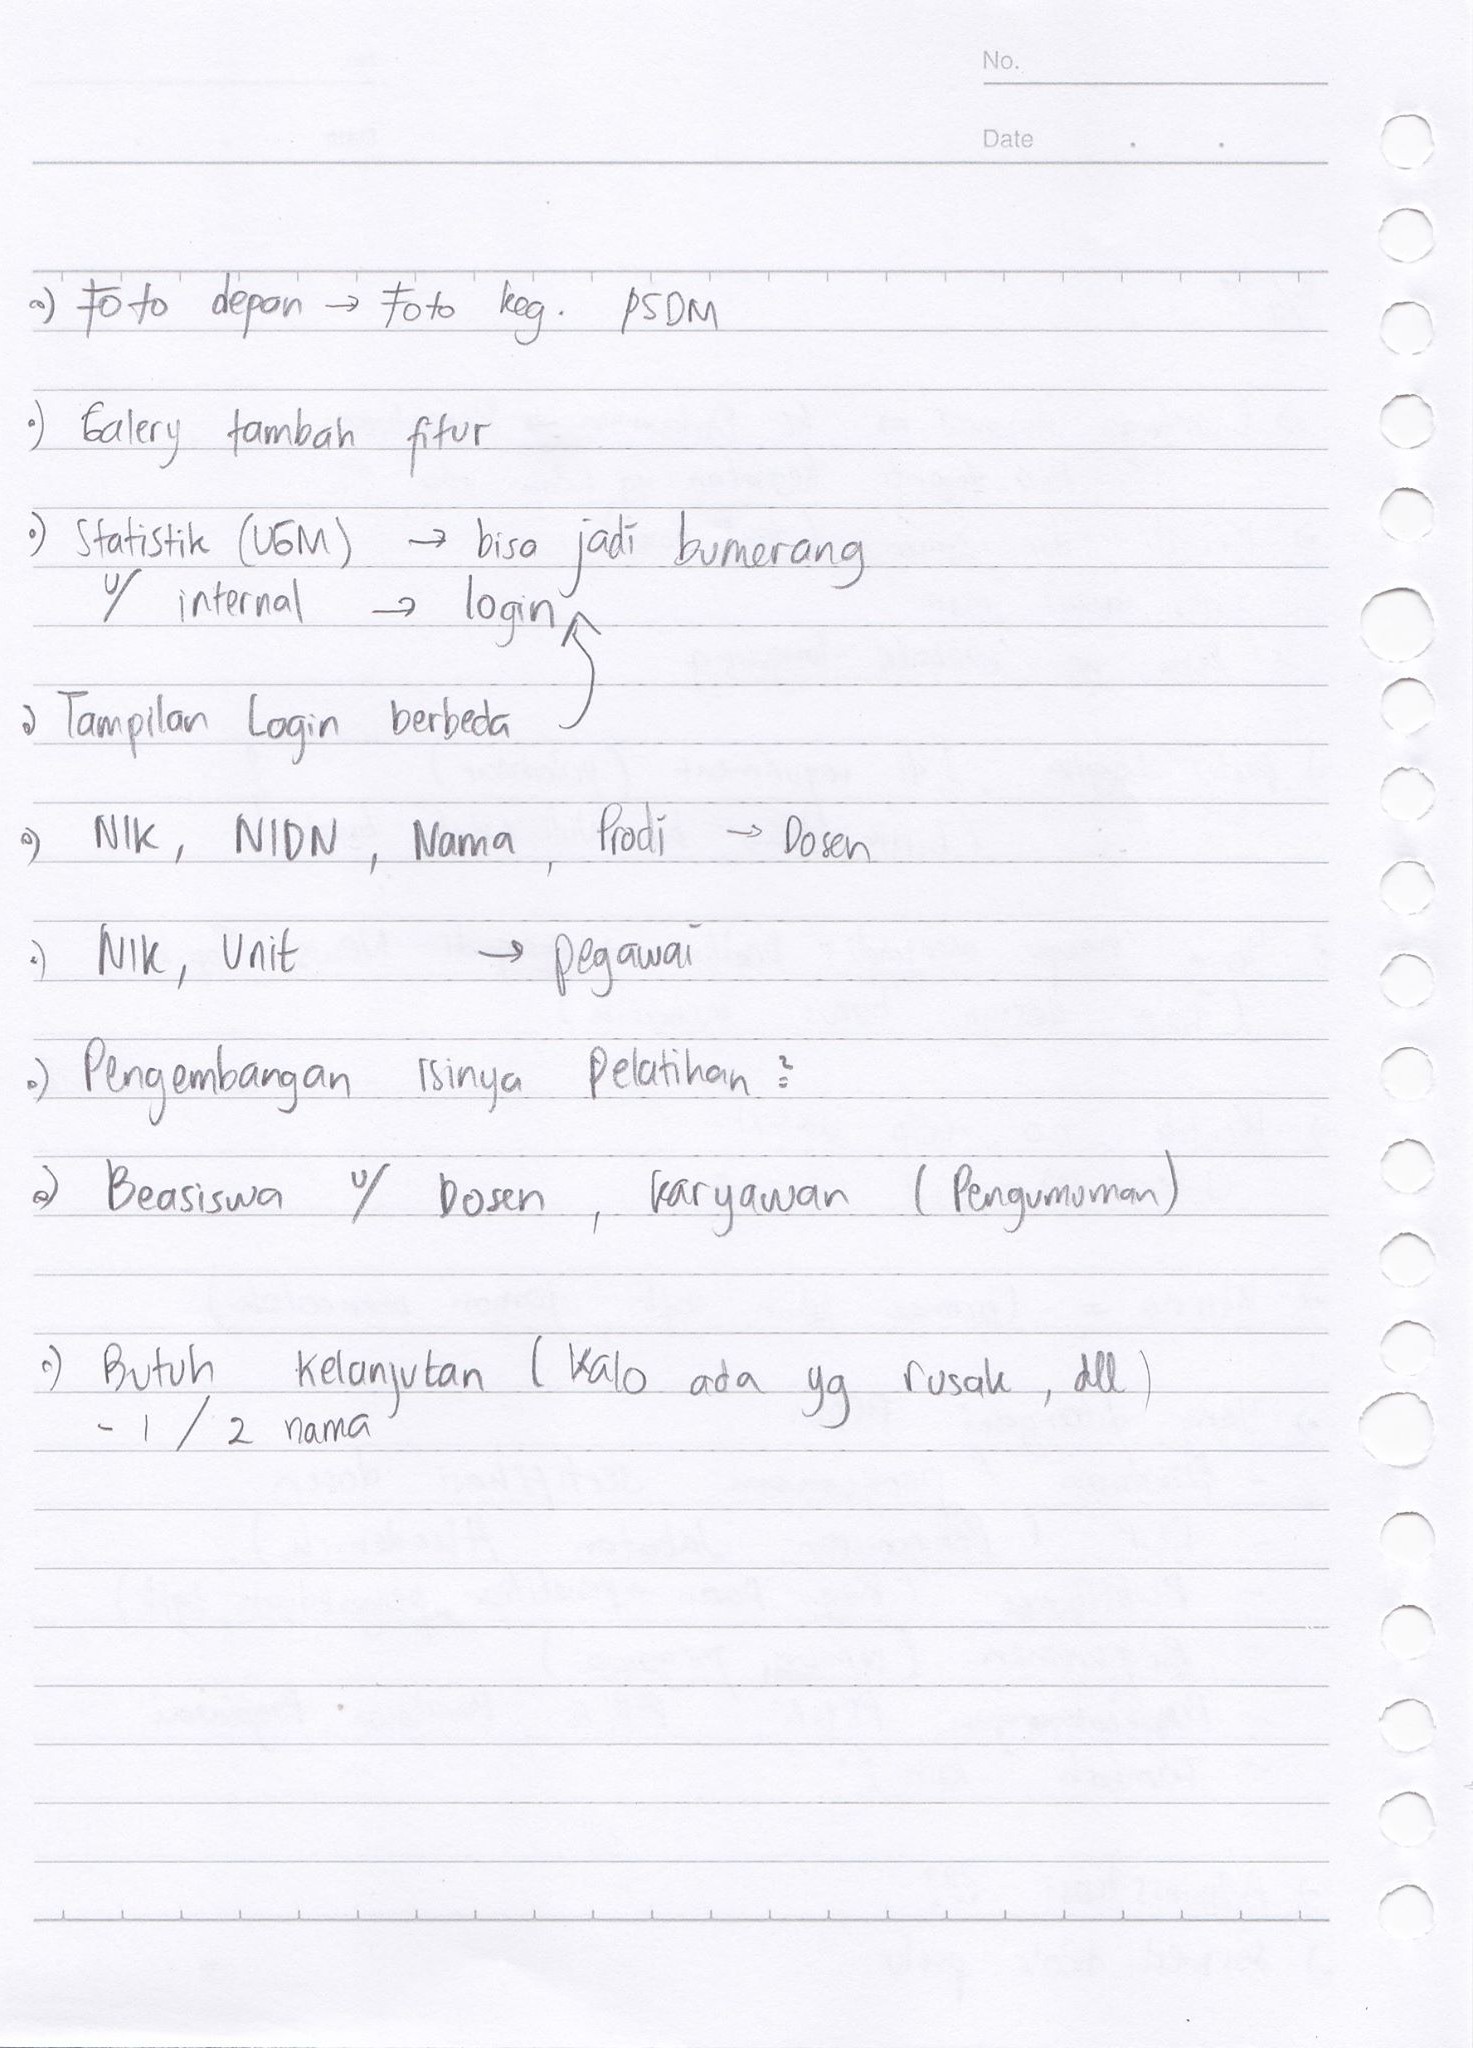 No.
Date . .
•) Foto depan → Foto keg. PSDM
•) Galery tambah fitur
•) Statistik (UGM) → bisa jadi bumerang
u/ internal → login
•) Tampilan Login berbeda
•) NIK, NIDN, Nama, Prodi → Dosen
•) NIK, Unit → pegawai
•) Pengembangan isinya Pelatihan ?
•) Beasiswa u/ Dosen, karyawan (Pengumuman)
•) Butuh Kelanjutan (Kalo ada yg rusak, dll)
- 1 / 2 nama